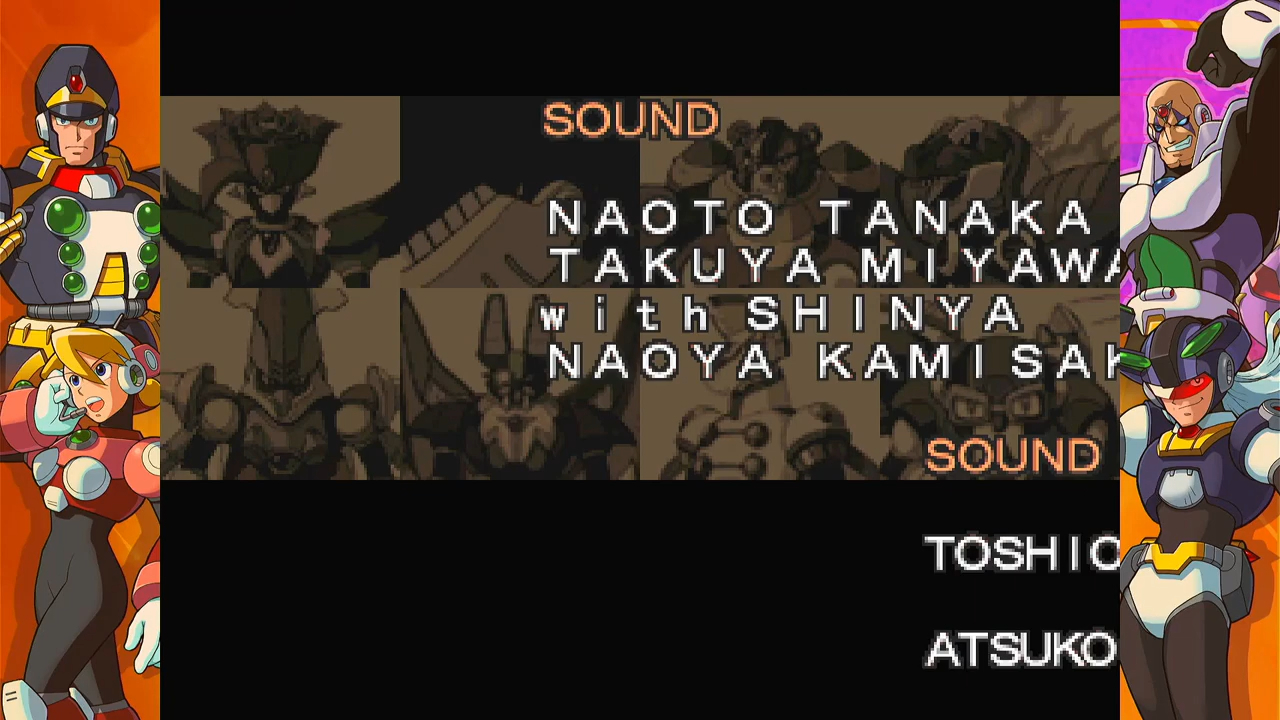 SOUND
NAOTO TANAKA
TAKUYA MIYAWA
with SHINYA
NAOYA KAMISAK
SOUND
TOSHIO
ATSUKO